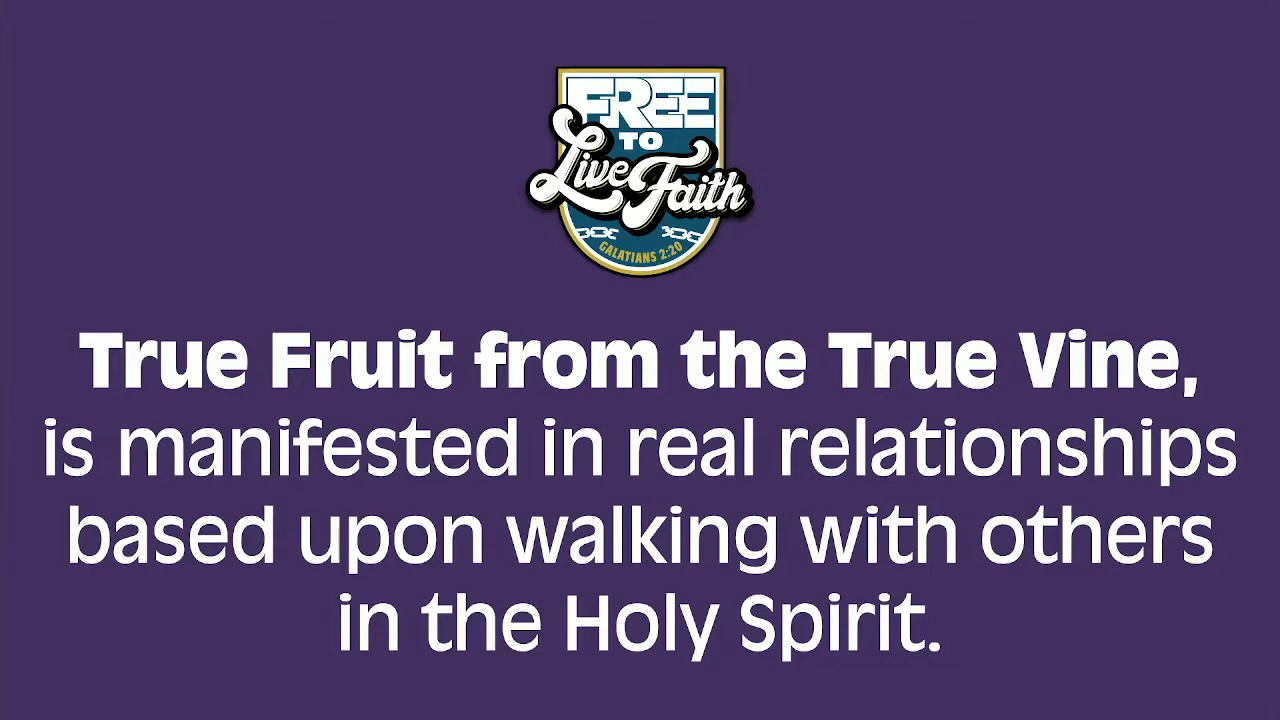 FREE
TO
Live Faith
GALATIANS 2:20
True Fruit from the True Vine,
is manifested in real relationships
based upon walking with others
in the Holy Spirit.